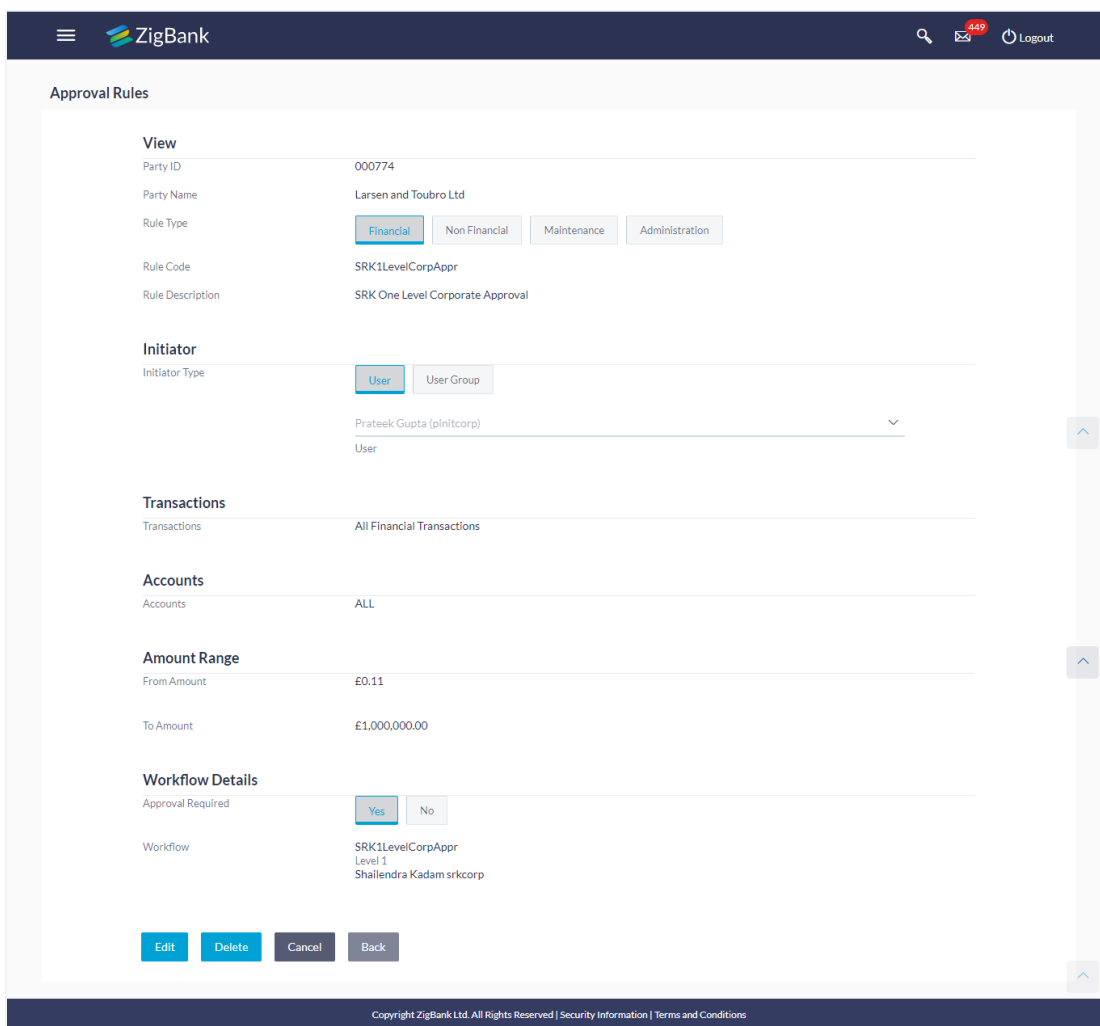 ZigBank
449
Logout
Approval Rules
View
Party ID 000774
Party Name Larsen and Toubro Ltd
Rule Type Financial Non Financial Maintenance Administration
Rule Code SRK1LevelCorpAppr
Rule Description SRK One Level Corporate Approval
Initiator
Initiator Type User User Group
Prateek Gupta (pinitcorp)
User
Transactions
Transactions All Financial Transactions
Accounts
Accounts ALL
Amount Range
From Amount £0.11
To Amount £1,000,000.00
Workflow Details
Approval Required Yes No
Workflow SRK1LevelCorpAppr
Level 1
Shailendra Kadam srkcorp
Edit Delete Cancel Back
Copyright ZigBank Ltd. All Rights Reserved | Security Information | Terms and Conditions